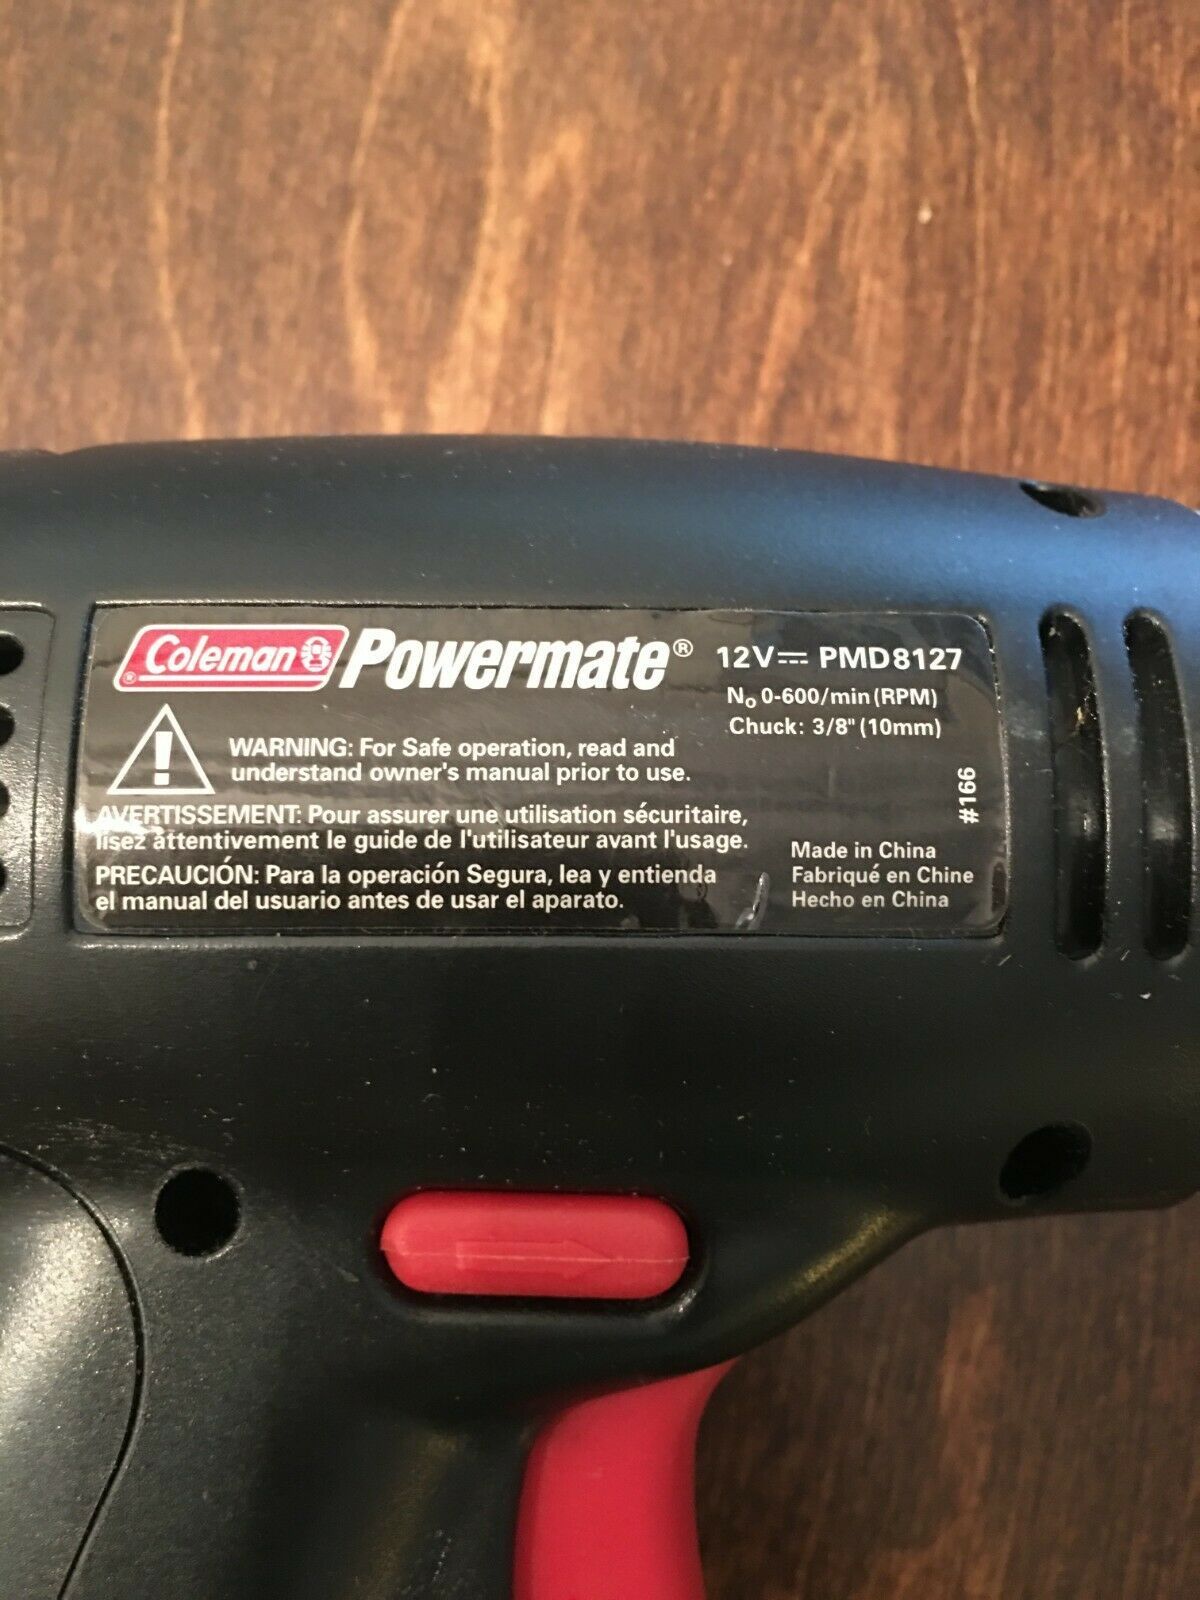 Coleman® Powermate® 12V⎓ PMD8127
No 0-600/min (RPM)
Chuck: 3/8" (10mm)
WARNING: For Safe operation, read and
understand owner's manual prior to use.
AVERTISSEMENT: Pour assurer une utilisation sécuritaire,
lisez attentivement le guide de l'utilisateur avant l'usage.
PRECAUCIÓN: Para la operación Segura, lea y entienda
el manual del usuario antes de usar el aparato.
#166
Made in China
Fabriqué en Chine
Hecho en China